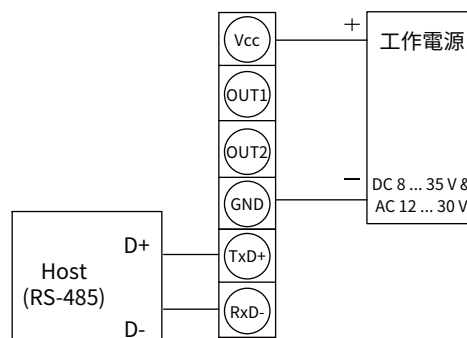 Vcc
+
工作電源
OUT1
OUT2
−
DC 8 ... 35 V &
AC 12 ... 30 V
GND
D+
TxD+
Host
(RS-485)
RxD-
D-